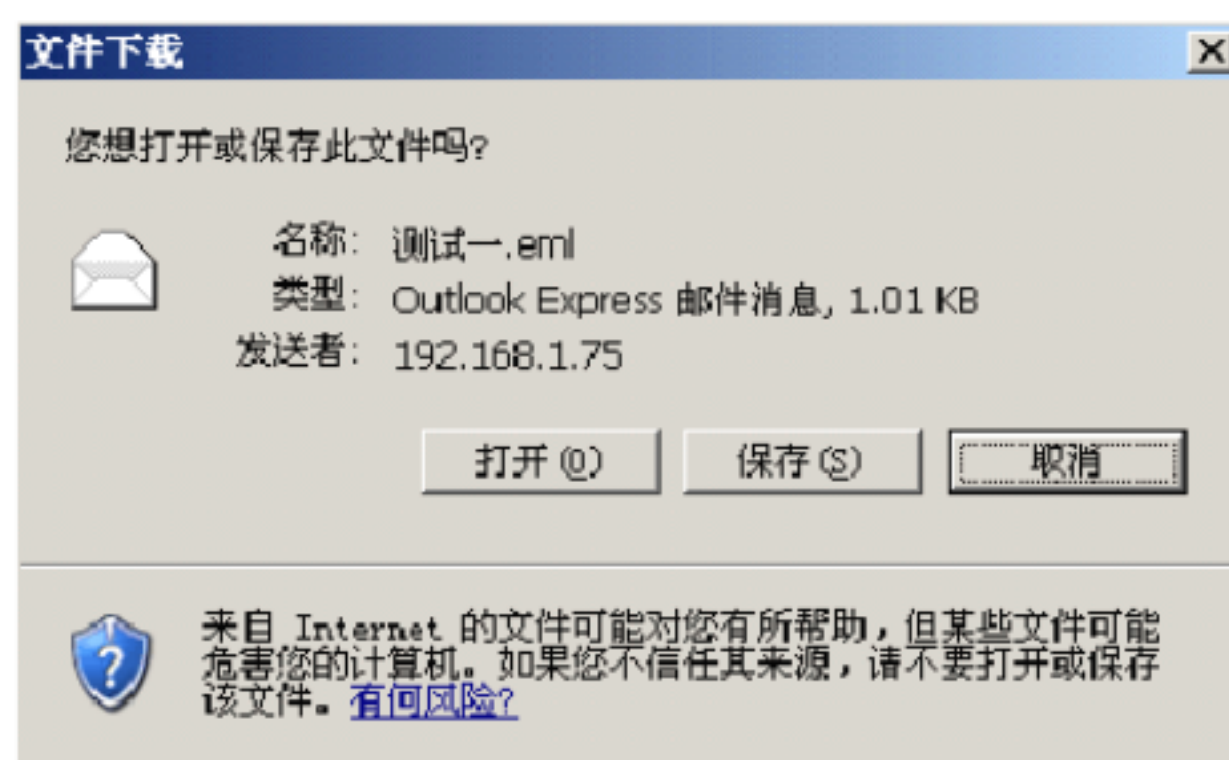 文件下载
您想打开或保存此文件吗?
名称: 测试一.eml
类型: Outlook Express 邮件消息, 1.01 KB
发送者: 192.168.1.75
打开(O) 保存(S) 取消
来自 Internet 的文件可能对您有所帮助,但某些文件可能
危害您的计算机。如果您不信任其来源,请不要打开或保存
该文件。有何风险?